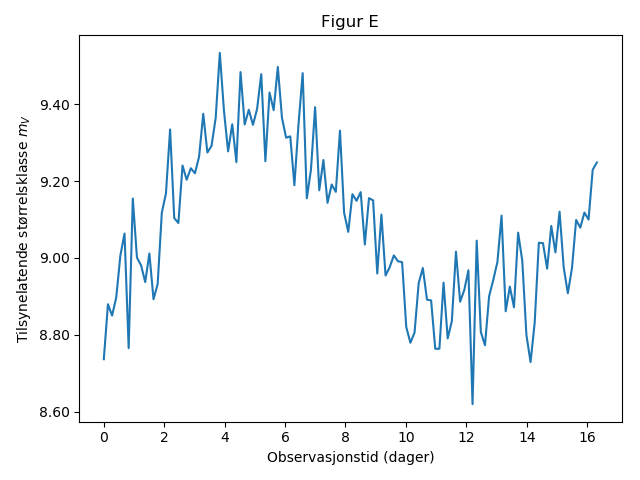 Figur E
Tilsynelatende størrelsklasse $m_V$
9.40
9.20
9.00
8.80
8.60
0 2 4 6 8 10 12 14 16
Observasjonstid (dager)